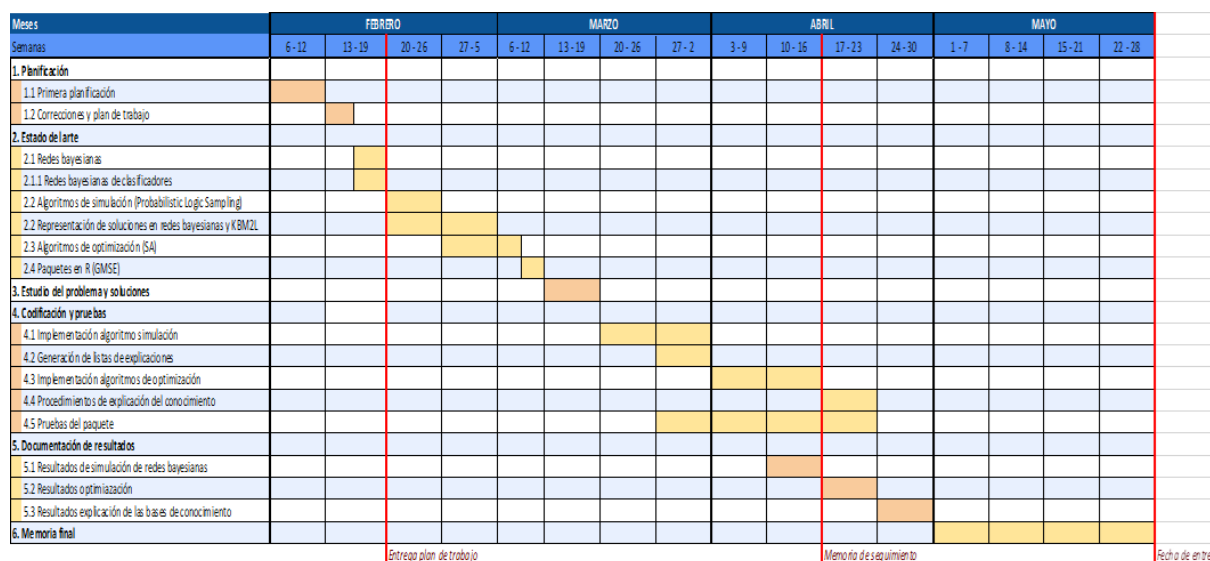 Meses FEBRERO MARZO ABRIL MAYO
Semanas 6 - 12 13 - 19 20 - 26 27 - 5 6 - 12 13 - 19 20 - 26 27 - 2 3 - 9 10 - 16 17 - 23 24 - 30 1 - 7 8 - 14 15 - 21 22 - 28
1. Planificación
1.1 Primera planificación
1.2 Correcciones y plan de trabajo
2. Estado del arte
2.1 Redes bayesianas
2.1.1 Redes bayesianas de clasificadores
2.2 Algoritmos de simulación (Probabilistic Logic Sampling)
2.2 Representación de soluciones en redes bayesianas y KBM2L
2.3 Algoritmos de optimización (SA)
2.4 Paquetes en R (GMSE)
3. Estudio del problema y soluciones
4. Codificación y pruebas
4.1 Implementación algoritmo simulación
4.2 Generación de listas de explicaciones
4.3 Implementación algoritmos de optimización
4.4 Procedimientos de explicación del conocimiento
4.5 Pruebas del paquete
5. Documentación de resultados
5.1 Resultados de simulación de redes bayesianas
5.2 Resultados optimiazación
5.3 Resultados explicación de las bases de conocimiento
6. Memoria final
Entrega plan de trabajo Memoria de seguimiento Fecha de entre